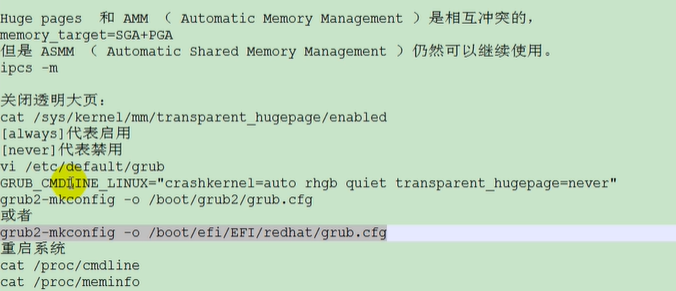 Huge pages 和 AMM （ Automatic Memory Management ）是相互冲突的，
memory_target=SGA+PGA
但是 ASMM （ Automatic Shared Memory Management ）仍然可以继续使用。
ipcs -m
关闭透明大页：
cat /sys/kernel/mm/transparent_hugepage/enabled
[always]代表启用
[never]代表禁用
vi /etc/default/grub
GRUB_CMDLINE_LINUX="crashkernel=auto rhgb quiet transparent_hugepage=never"
grub2-mkconfig -o /boot/grub2/grub.cfg
或者
grub2-mkconfig -o /boot/efi/EFI/redhat/grub.cfg
重启系统
cat /proc/cmdline
cat /proc/meminfo